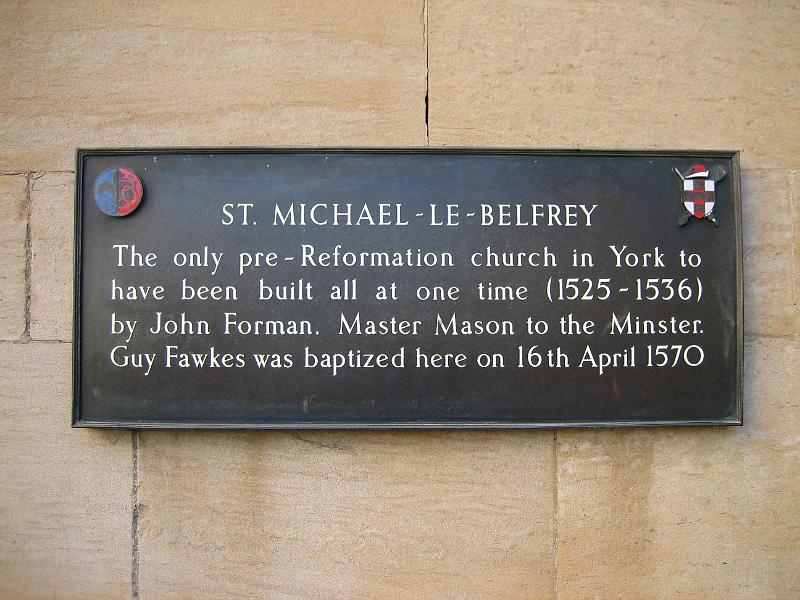 ST. MICHAEL-LE-BELFREY
The only pre-Reformation church in York to
have been built all at one time (1525-1536)
by John Forman, Master Mason to the Minster.
Guy Fawkes was baptized here on 16th April 1570